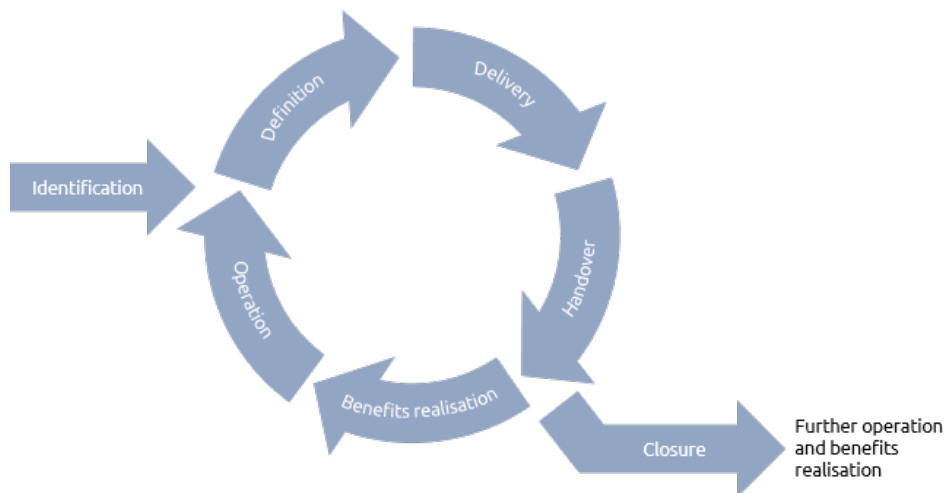 Identification
Definition
Delivery
Handover
Benefits realisation
Operation
Closure
Further operation
and benefits
realisation